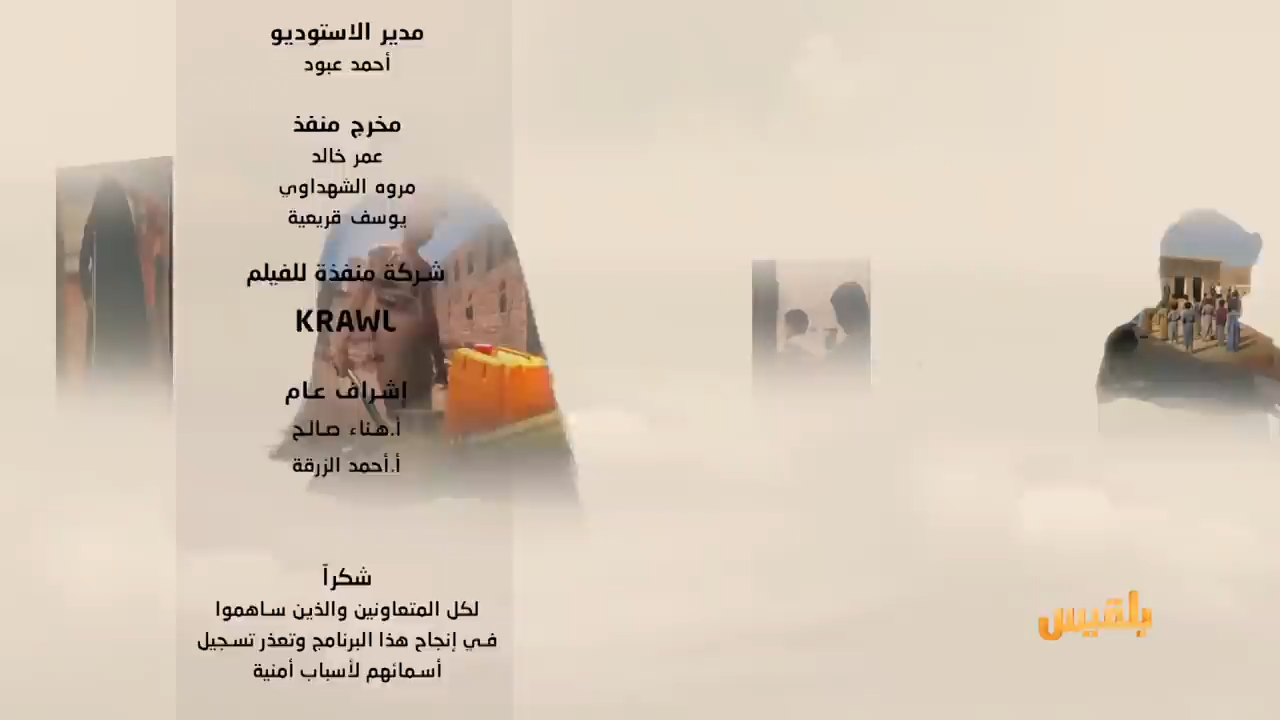 مدير الاستوديو
أحمد عبود
مخرج منفذ
عمر خالد
مروه الشهداوي
يوسف قريعية
شركة منفذة للفيلم
KRAWL
إشراف عام
أ.هناء صالح
أ.أحمد الزرقة
شكراً
لكل المتعاونين والذين ساهموا
في إنجاح هذا البرنامج وتعذر تسجيل
أسمائهم لأسباب أمنية
بلقيس